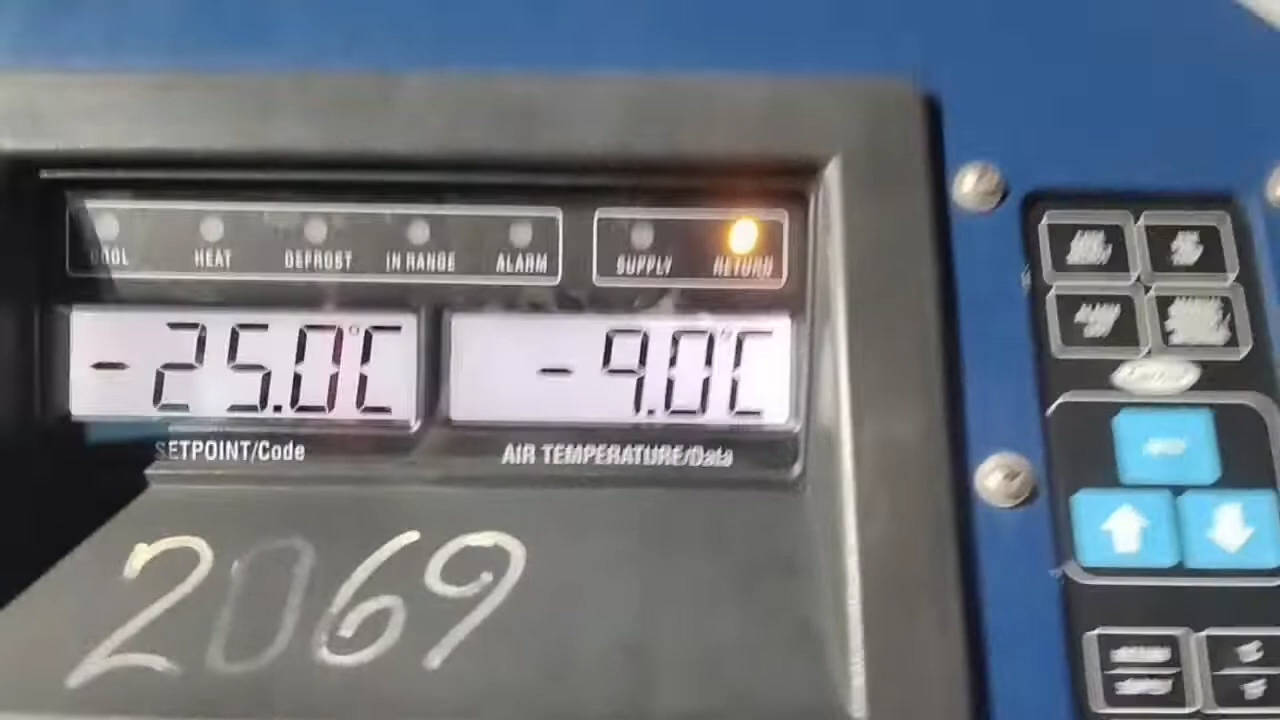 COOL HEAT DEFROST IN RANGE ALARM SUPPLY RETURN
-25.0°C -9.0°C
SETPOINT/Code AIR TEMPERATURE/Data
2069